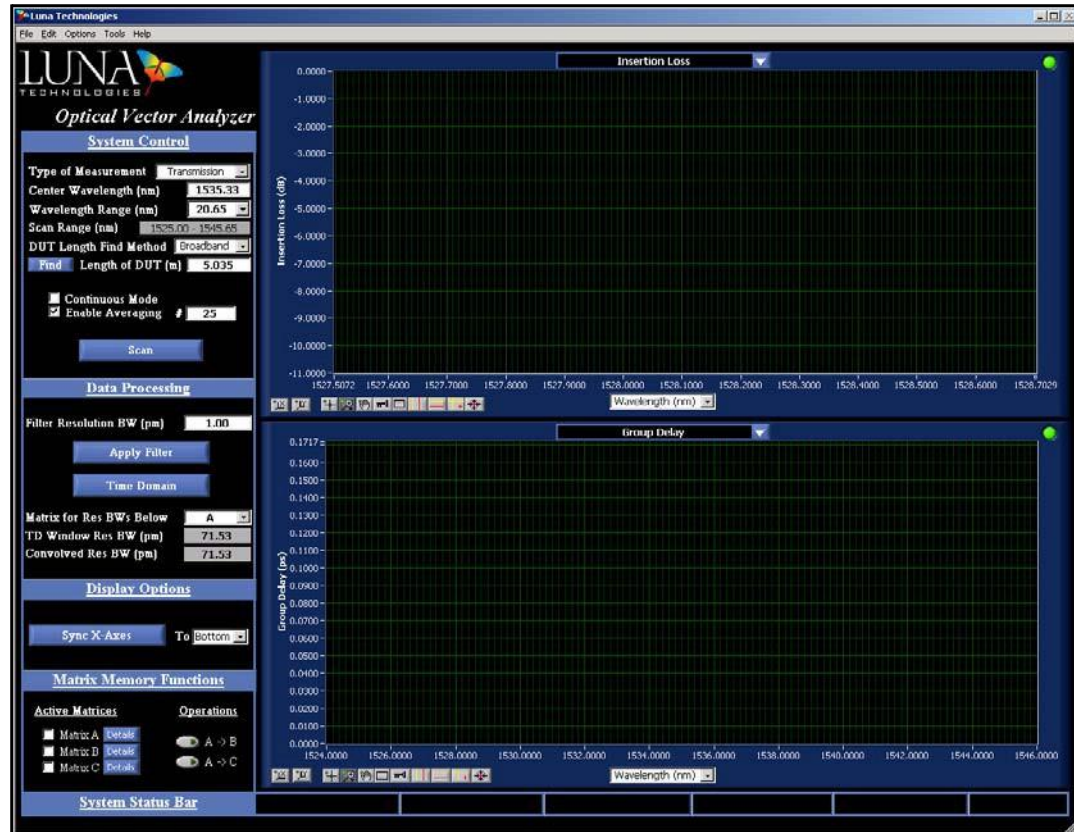 Luna Technologies
File Edit Options Tools Help
LUNA
TECHNOLOGIES
Optical Vector Analyzer
System Control
Type of Measurement Transmission
Center Wavelength (nm) 1535.33
Wavelength Range (nm) 20.65
Scan Range (nm) 1525.00 - 1545.65
DUT Length Find Method Broadband
Find Length of DUT (m) 5.035
Continuous Mode
Enable Averaging # 25
Scan
Data Processing
Filter Resolution BW (pm) 1.00
Apply Filter
Time Domain
Matrix for Res BWs Below A
TD Window Res BW (pm) 71.53
Convolved Res BW (pm) 71.53
Display Options
Sync X-Axes To Bottom
Matrix Memory Functions
Active Matrices Operations
Matrix A Details
Matrix B Details
Matrix C Details
A -> B
A -> C
System Status Bar
Insertion Loss
Insertion Loss (dB)
0.0000
-1.0000
-2.0000
-3.0000
-4.0000
-5.0000
-6.0000
-7.0000
-8.0000
-9.0000
-10.0000
-11.0000
1527.5072 1527.6000 1527.7000 1527.8000 1527.9000 1528.0000 1528.1000 1528.2000 1528.3000 1528.4000 1528.5000 1528.6000 1528.7029
Wavelength (nm)
Group Delay
Group Delay (ps)
0.1717
0.1600
0.1500
0.1400
0.1300
0.1200
0.1100
0.1000
0.0900
0.0800
0.0700
0.0600
0.0500
0.0400
0.0300
0.0200
0.0100
0.0000
1524.0000 1526.0000 1528.0000 1530.0000 1532.0000 1534.0000 1536.0000 1538.0000 1540.0000 1542.0000 1544.0000 1546.0000
Wavelength (nm)